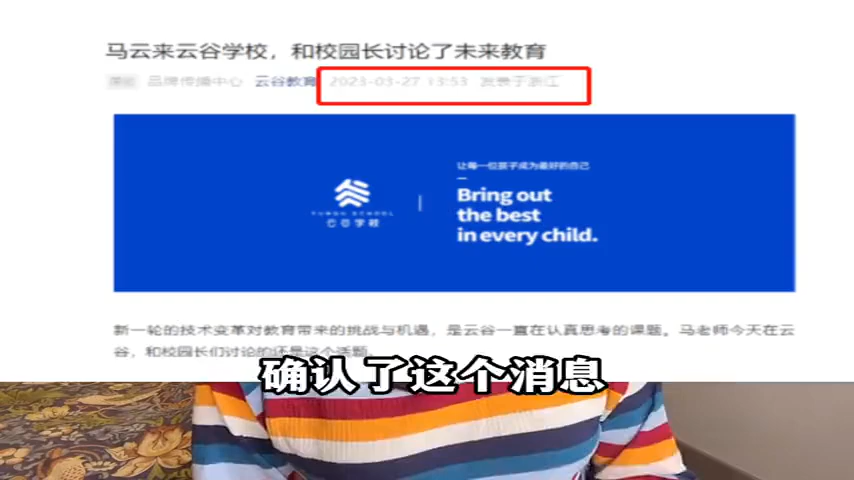 马云来云谷学校，和校园长讨论了未来教育
品牌传播中心 云谷教育 2023-03-27 13:53 发表于浙江
让每一位孩子成为最好的自己
YUNGU SCHOOL
云谷学校
Bring out
the best
in every child.
新一轮的技术变革对教育带来的挑战与机遇，是云谷一直在认真思考的课题。马老师今天在云
谷，和校园长们讨论的还是这个话题。
确认了这个消息